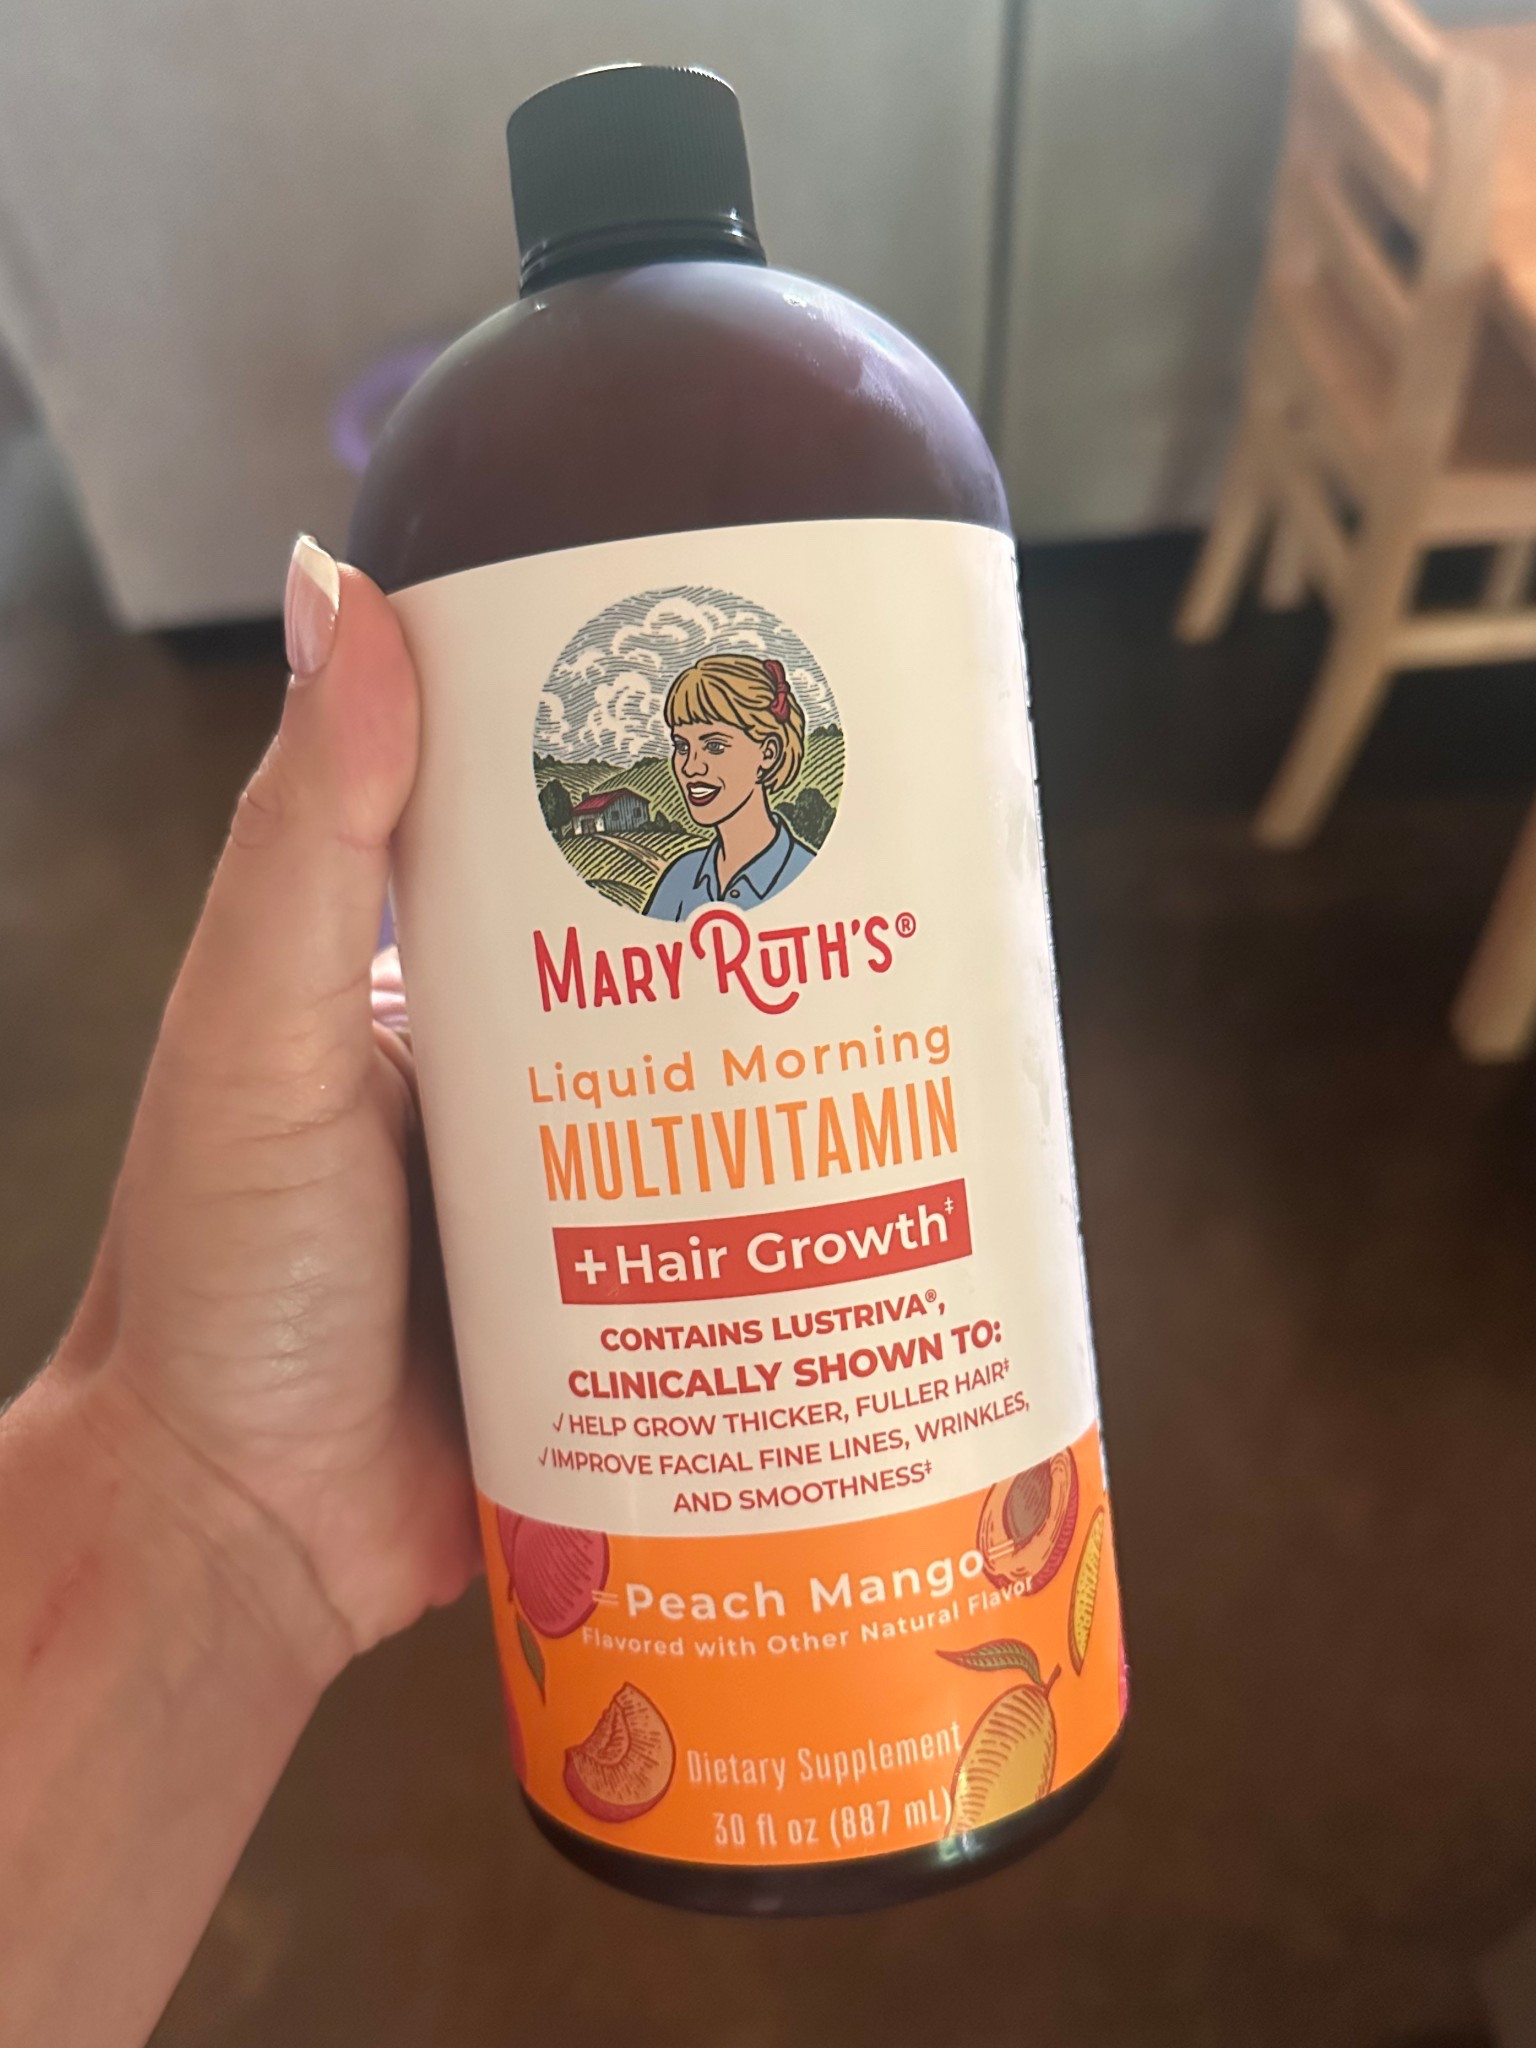 MARY RUTH'S®
Liquid Morning
MULTIVITAMIN
+Hair Growth‡
CONTAINS LUSTRIVA®,
CLINICALLY SHOWN TO:
√ HELP GROW THICKER, FULLER HAIR‡
√ IMPROVE FACIAL FINE LINES, WRINKLES,
AND SMOOTHNESS‡
Peach Mango
Flavored with Other Natural Flavor
Dietary Supplement
30 fl oz (887 mL)